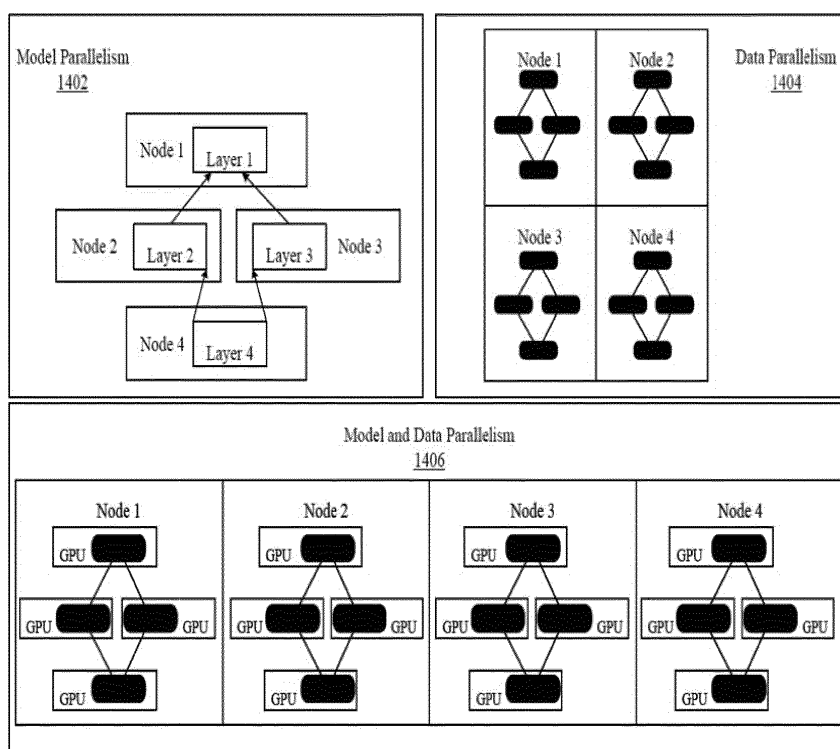 Model Parallelism
1402
Node 1
Layer 1
Node 2
Layer 2
Layer 3
Node 3
Node 4
Layer 4
Data Parallelism
1404
Node 1
Node 2
Node 3
Node 4
Model and Data Parallelism
1406
Node 1
GPU
GPU
GPU
GPU
Node 2
GPU
GPU
GPU
GPU
Node 3
GPU
GPU
GPU
GPU
Node 4
GPU
GPU
GPU
GPU